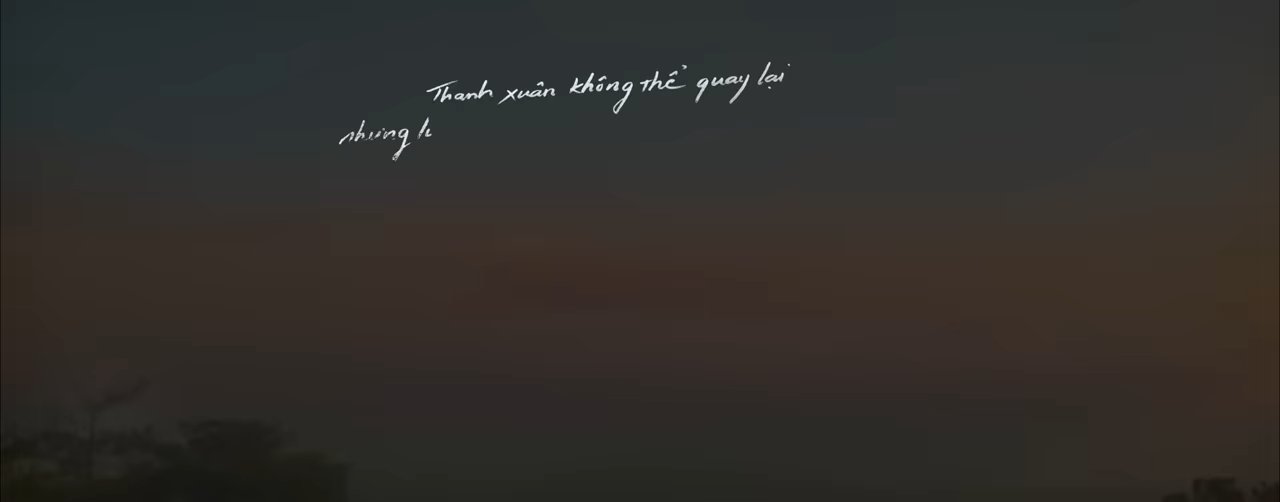 Thanh xuân không thể quay lại
nhưng